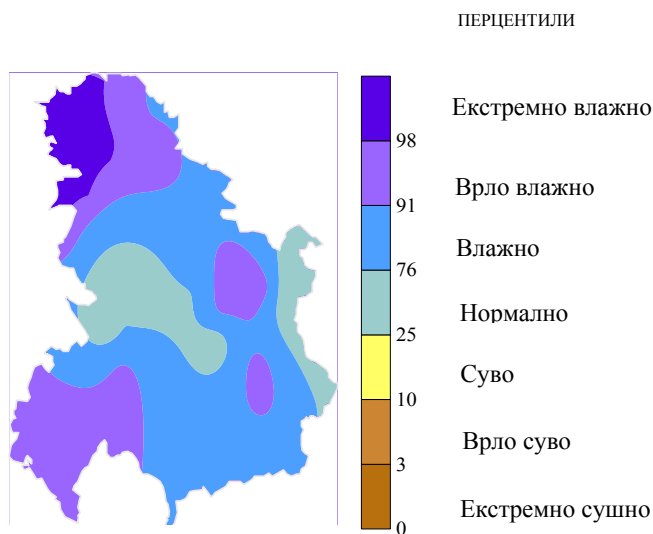 ПЕРЦЕНТИЛИ
Екстремно влажно
98
Врло влажно
91
Влажно
76
Нормално
25
Суво
10
Врло суво
3
Екстремно сушно
0